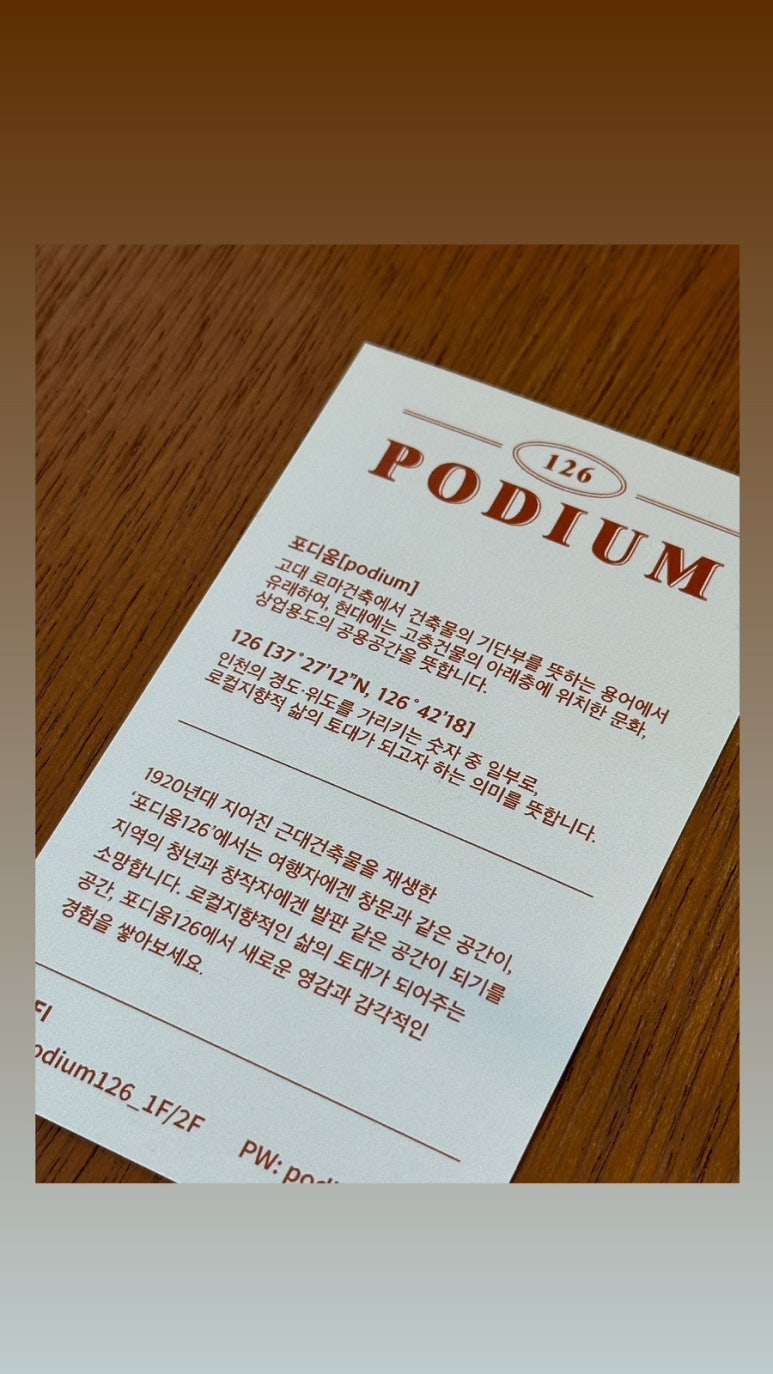 126
PODIUM
포디움[podium]
고대 로마건축에서 건축물의 기단부를 뜻하는 용어에서
유래하여, 현대에는 고층건물의 아래층에 위치한 문화,
상업용도의 공용공간을 뜻합니다.
126 [37˚27'12"N, 126˚42'18]
인천의 경도·위도를 가리키는 숫자 중 일부로,
로컬지향적 삶의 토대가 되고자 하는 의미를 뜻합니다.
1920년대 지어진 근대건축물을 재생한
'포디움126'에서는 여행자에겐 창문과 같은 공간이,
지역의 청년과 창작자에겐 발판 같은 공간이 되기를
소망합니다. 로컬지향적인 삶의 토대가 되어주는
공간, 포디움126에서 새로운 영감과 감각적인
경험을 쌓아보세요.
FI
odium126_1F/2F
PW: podi